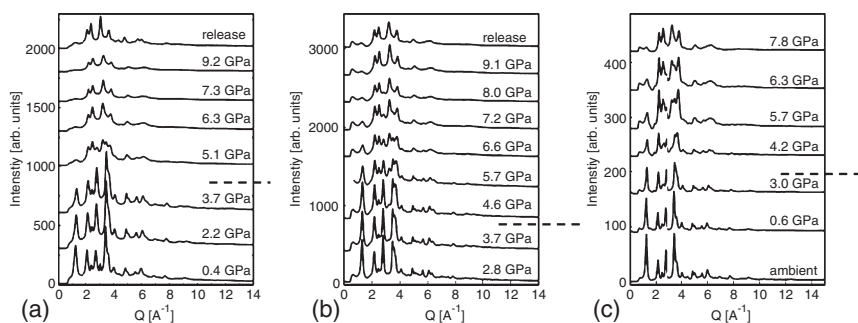 Intensity [arb. units]
2000
1500
1000
500
0
release
9.2 GPa
7.3 GPa
6.3 GPa
5.1 GPa
3.7 GPa
2.2 GPa
0.4 GPa
0 2 4 6 8 10 12 14
(a) Q [A⁻¹]
Intensity [arb. units]
3000
2000
1000
0
release
9.1 GPa
8.0 GPa
7.2 GPa
6.6 GPa
5.7 GPa
4.6 GPa
3.7 GPa
2.8 GPa
0 2 4 6 8 10 12 14
(b) Q [A⁻¹]
Intenstiy [arb. units]
400
300
200
100
0
7.8 GPa
6.3 GPa
5.7 GPa
4.2 GPa
3.0 GPa
0.6 GPa
ambient
0 2 4 6 8 10 12 14
(c) Q [A⁻¹]